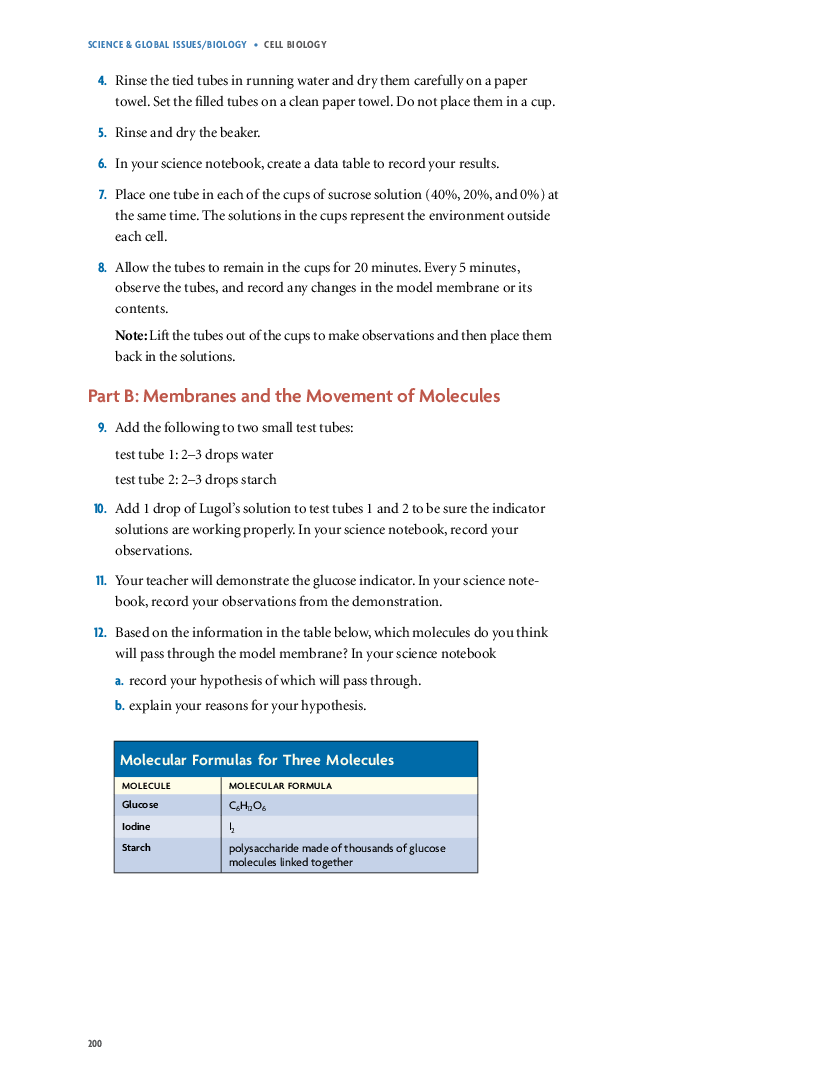 SCIENCE & GLOBAL ISSUES/BIOLOGY • CELL BIOLOGY
4. Rinse the tied tubes in running water and dry them carefully on a paper
towel. Set the filled tubes on a clean paper towel. Do not place them in a cup.
5. Rinse and dry the beaker.
6. In your science notebook, create a data table to record your results.
7. Place one tube in each of the cups of sucrose solution (40%, 20%, and 0%) at
the same time. The solutions in the cups represent the environment outside
each cell.
8. Allow the tubes to remain in the cups for 20 minutes. Every 5 minutes,
observe the tubes, and record any changes in the model membrane or its
contents.
Note: Lift the tubes out of the cups to make observations and then place them
back in the solutions.
Part B: Membranes and the Movement of Molecules
9. Add the following to two small test tubes:
test tube 1: 2–3 drops water
test tube 2: 2–3 drops starch
10. Add 1 drop of Lugol's solution to test tubes 1 and 2 to be sure the indicator
solutions are working properly. In your science notebook, record your
observations.
11. Your teacher will demonstrate the glucose indicator. In your science note-
book, record your observations from the demonstration.
12. Based on the information in the table below, which molecules do you think
will pass through the model membrane? In your science notebook
a. record your hypothesis of which will pass through.
b. explain your reasons for your hypothesis.
Molecular Formulas for Three Molecules
MOLECULE MOLECULAR FORMULA
Glucose C₆H₁₂O₆
Iodine I₂
Starch polysaccharide made of thousands of glucose
molecules linked together
200